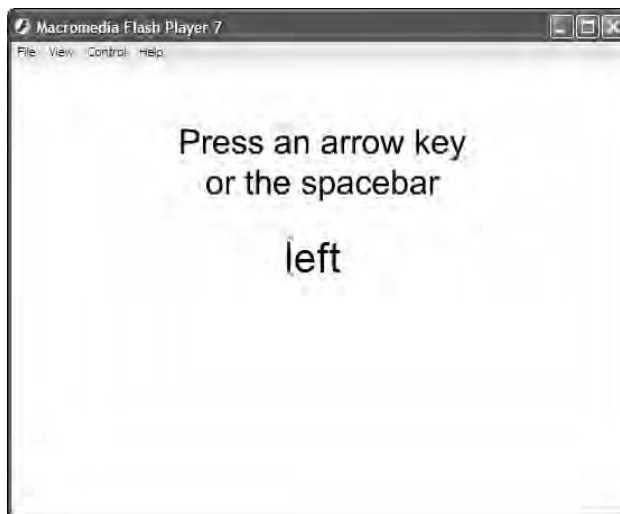 Macromedia Flash Player 7
File View Control Help
Press an arrow key
or the spacebar
left